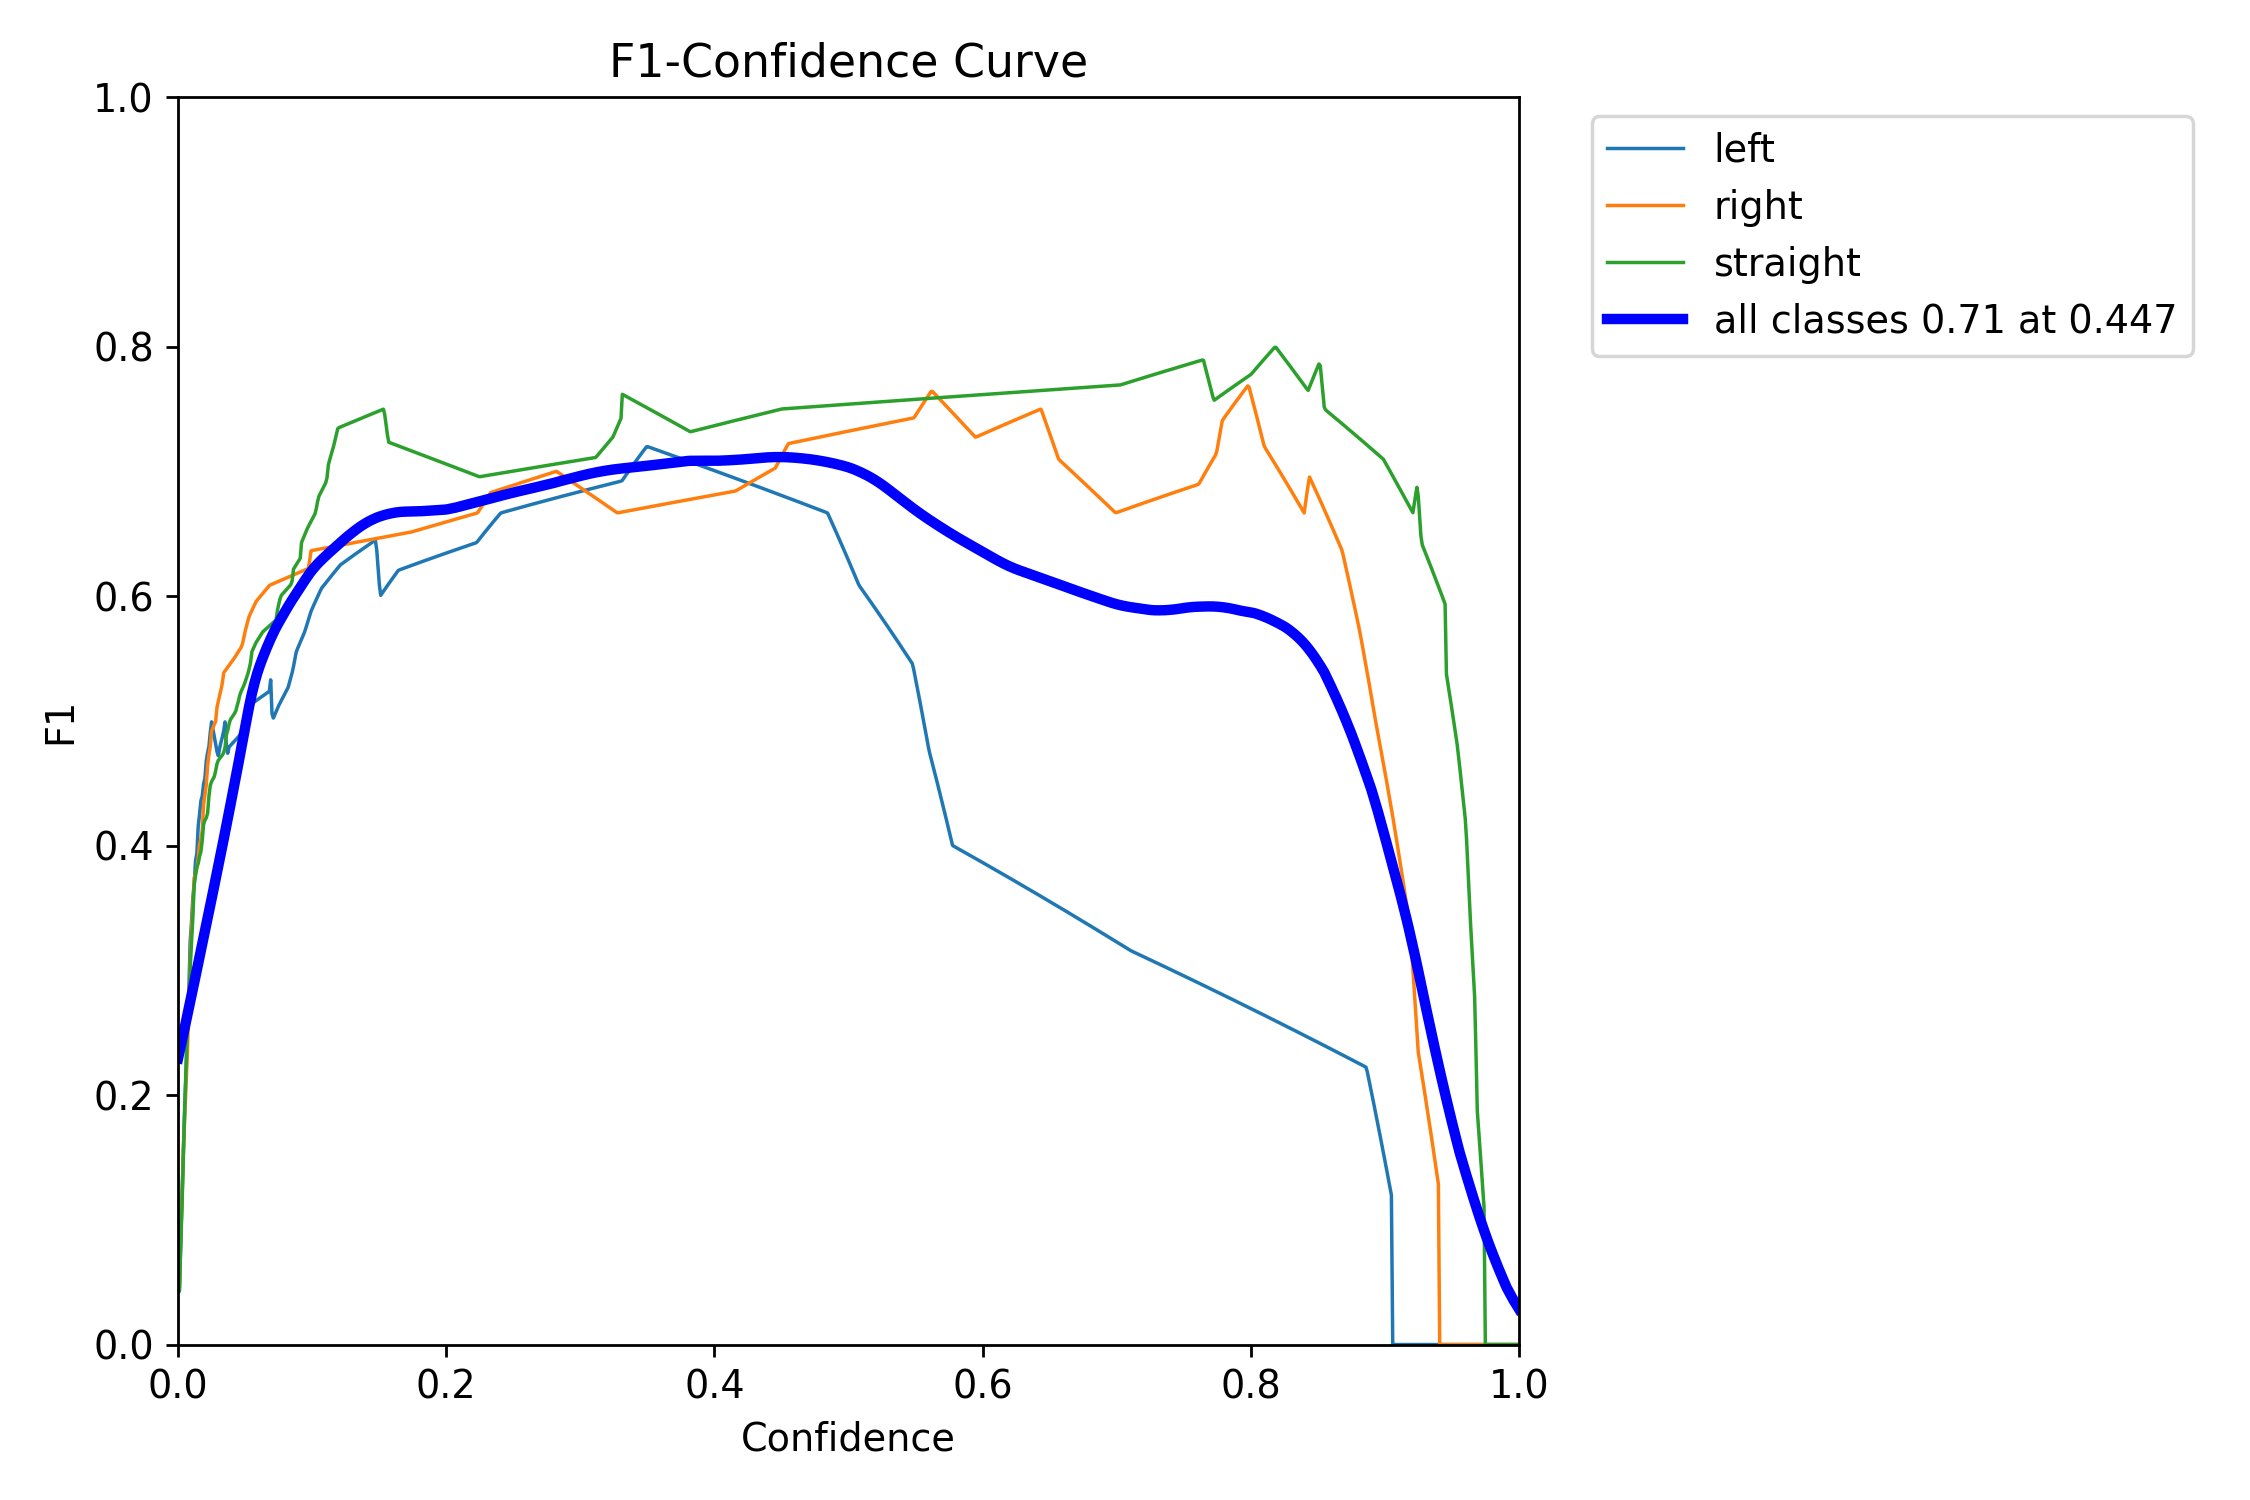 F1-Confidence Curve
1.0
0.8
0.6
0.4
0.2
0.0
F1
0.0 0.2 0.4 0.6 0.8 1.0
Confidence
left
right
straight
all classes 0.71 at 0.447